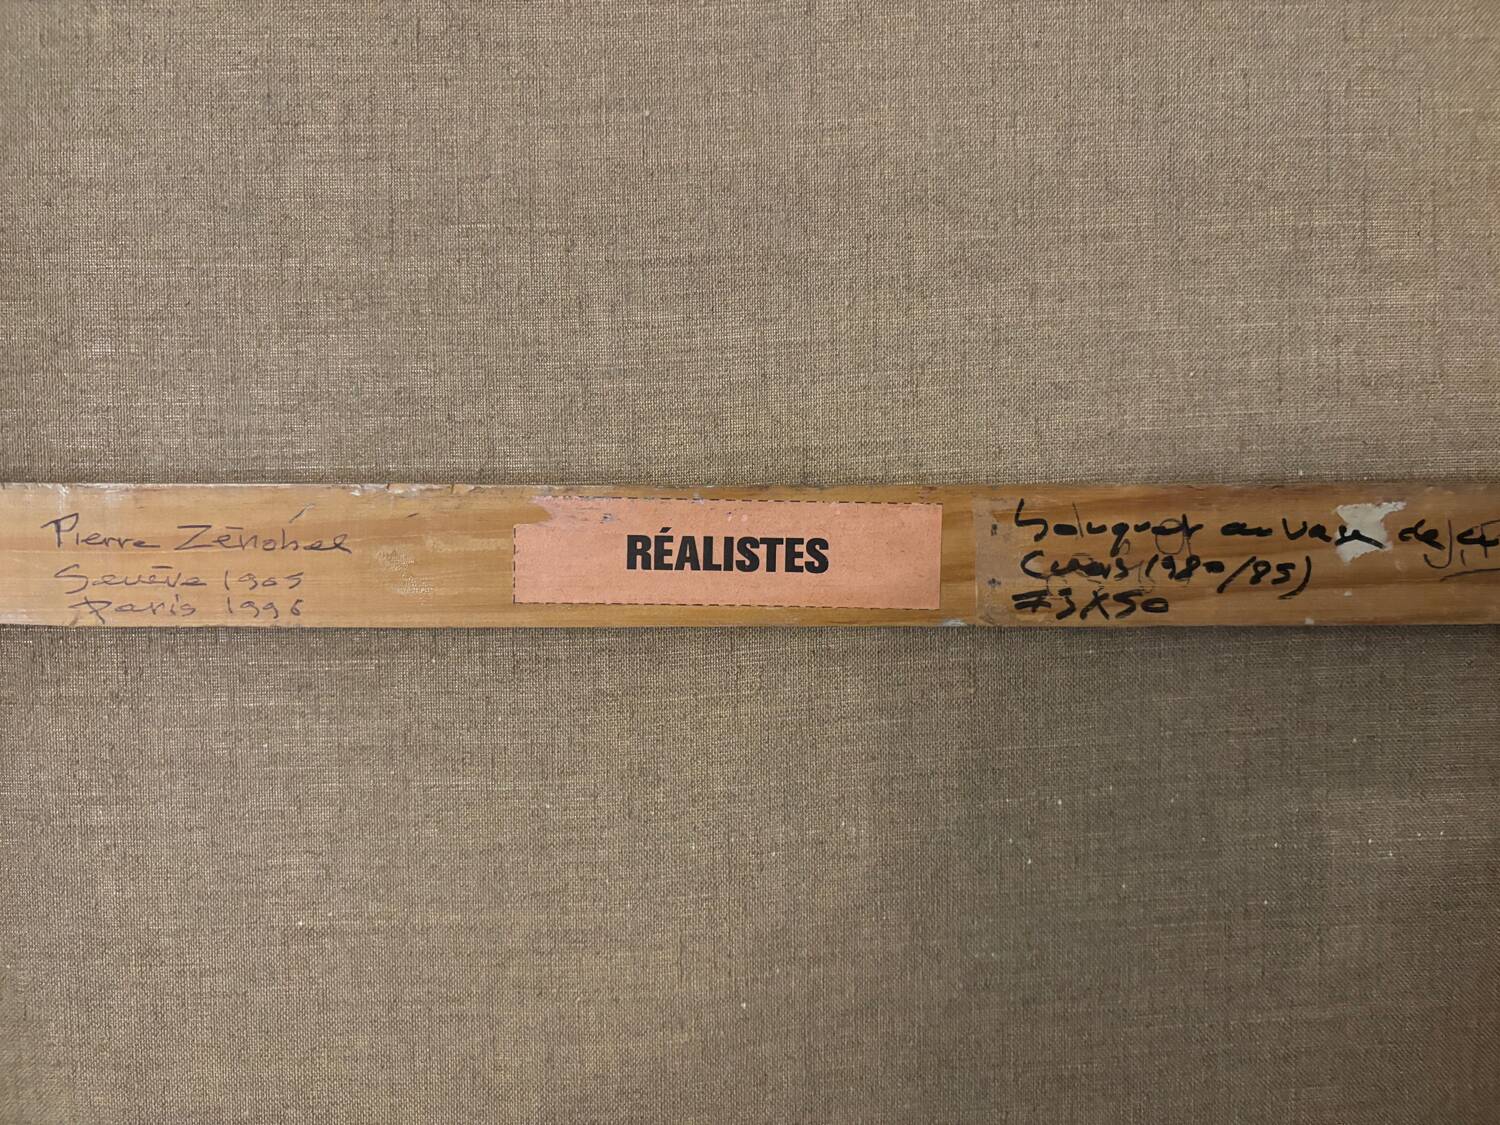 Pierre Zénobel
Genève 1905
Paris 1996
RÉALISTES
bouquet au vase de
(1980/85)
73X50